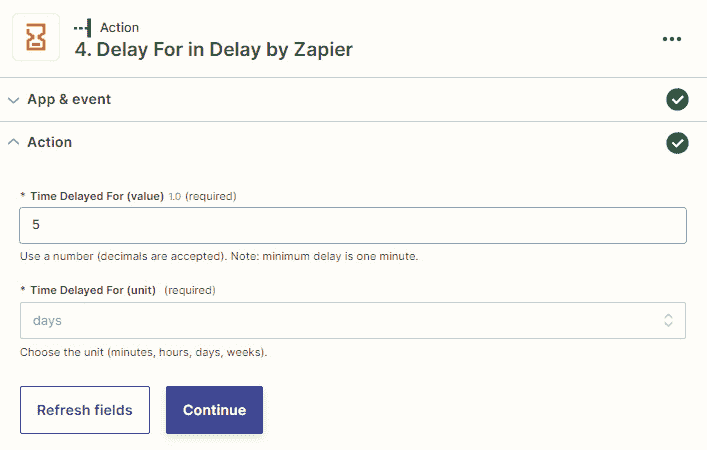 Action
4. Delay For in Delay by Zapier
App & event
Action
* Time Delayed For (value) 1.0 (required)
5
Use a number (decimals are accepted). Note: minimum delay is one minute.
* Time Delayed For (unit) (required)
days
Choose the unit (minutes, hours, days, weeks).
Refresh fields Continue